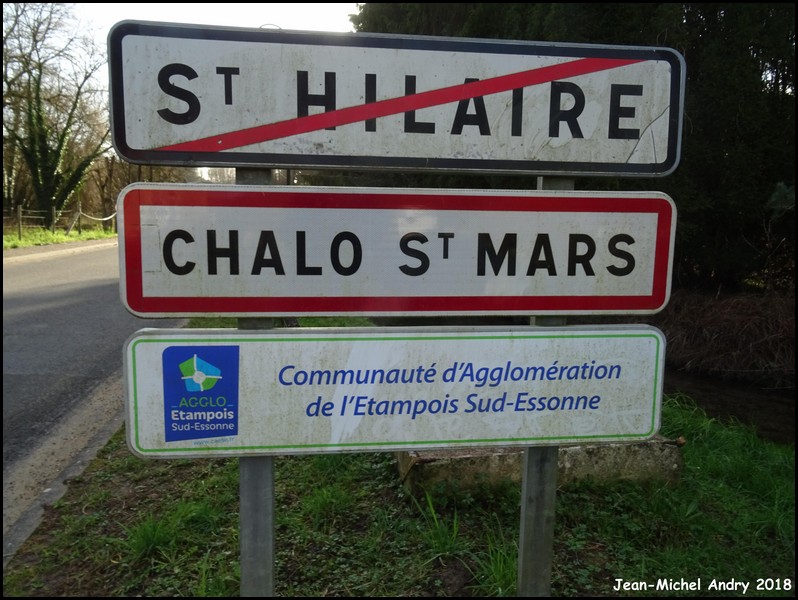 ST HILAIRE
CHALO ST MARS
Communauté d'Agglomération
de l'Etampois Sud-Essonne
AGGLO
Etampois
Sud-Essonne
Jean-Michel Andry 2018